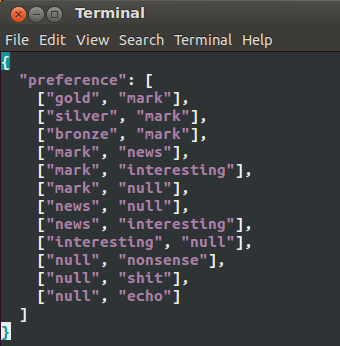 Terminal
File Edit View Search Terminal Help
{
  "preference": [
    ["gold", "mark"],
    ["silver", "mark"],
    ["bronze", "mark"],
    ["mark", "news"],
    ["mark", "interesting"],
    ["mark", "null"],
    ["news", "null"],
    ["news", "interesting"],
    ["interesting", "null"],
    ["null", "nonsense"],
    ["null", "shit"],
    ["null", "echo"]
  ]
}